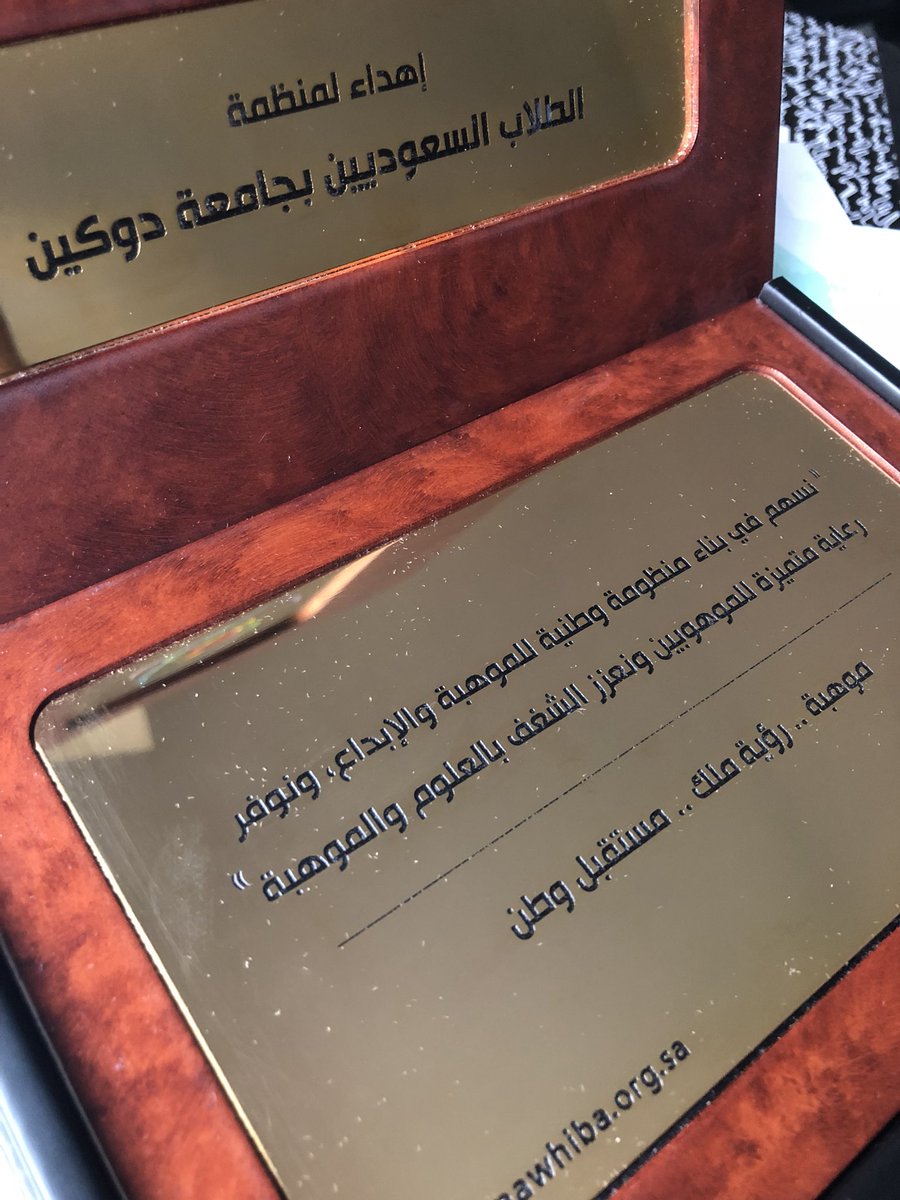 إهداء لمنظمة
الطلاب السعوديين بجامعة دوكين
"نسهم في بناء منظومة وطنية للموهبة والإبداع، ونوفر
رعاية متميزة للموهوبين ونعزز الشغف بالعلوم والموهبة "
موهبة .. رؤية ملك .. مستقبل وطن
awhiba.org.sa